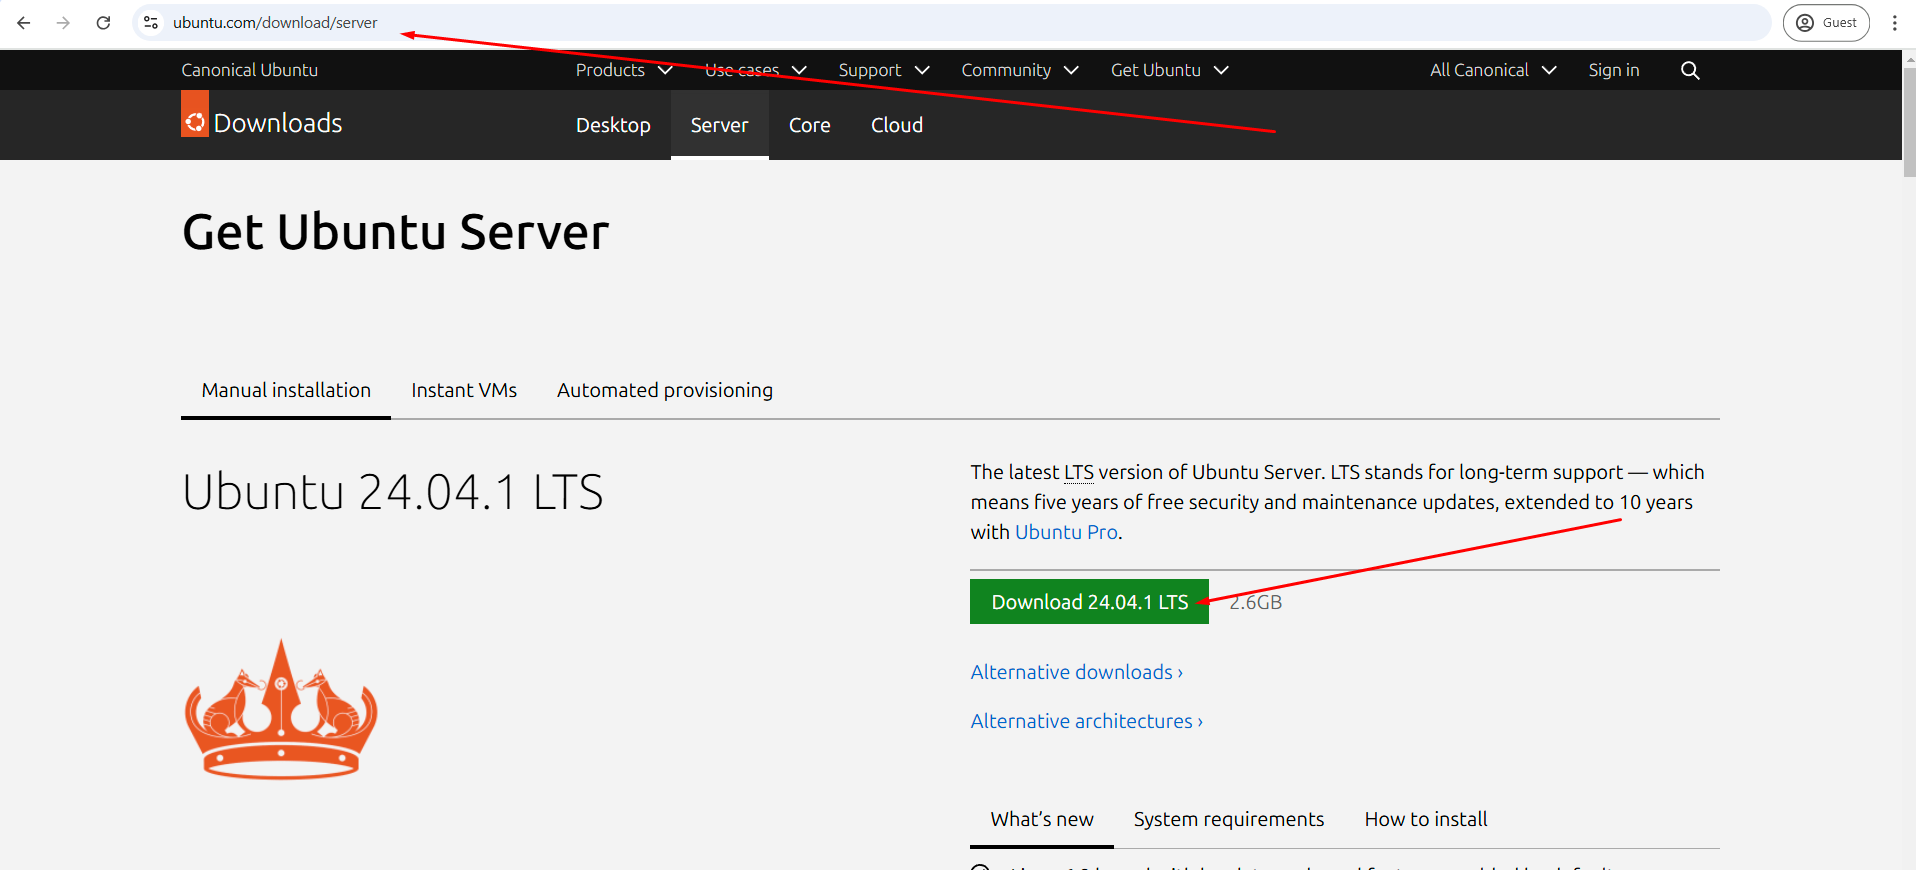 ubuntu.com/download/server
Guest
Canonical Ubuntu
Products
Use cases
Support
Community
Get Ubuntu
All Canonical
Sign in
Downloads
Desktop
Server
Core
Cloud
Get Ubuntu Server
Manual installation
Instant VMs
Automated provisioning
Ubuntu 24.04.1 LTS
The latest LTS version of Ubuntu Server. LTS stands for long-term support — which
means five years of free security and maintenance updates, extended to 10 years
with Ubuntu Pro.
Download 24.04.1 LTS
2.6GB
Alternative downloads ›
Alternative architectures ›
What’s new
System requirements
How to install